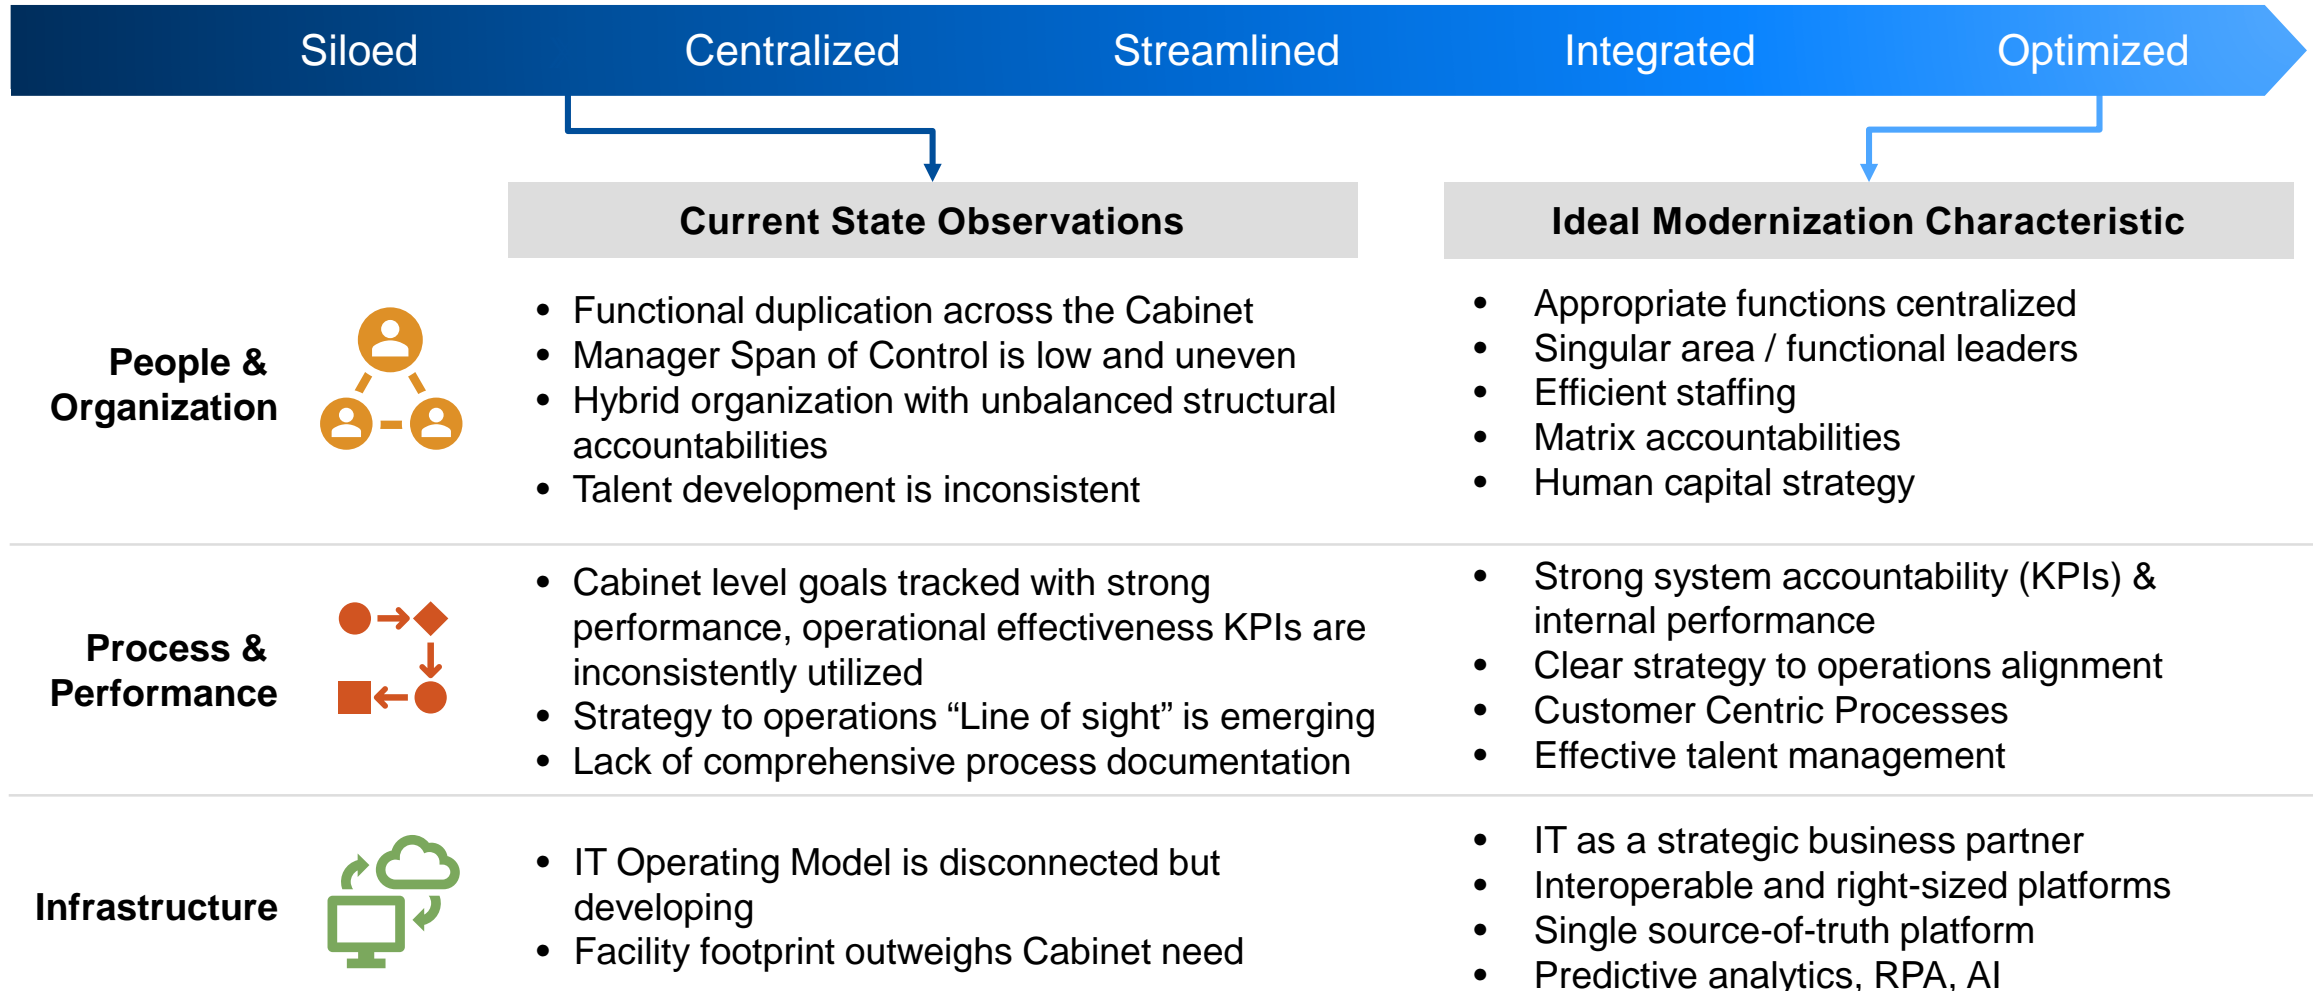 Siloed Centralized Streamlined Integrated Optimized
Current State Observations
Ideal Modernization Characteristic
People &
Organization
• Functional duplication across the Cabinet
• Manager Span of Control is low and uneven
• Hybrid organization with unbalanced structural
accountabilities
• Talent development is inconsistent
• Appropriate functions centralized
• Singular area / functional leaders
• Efficient staffing
• Matrix accountabilities
• Human capital strategy
Process &
Performance
• Cabinet level goals tracked with strong
performance, operational effectiveness KPIs are
inconsistently utilized
• Strategy to operations “Line of sight” is emerging
• Lack of comprehensive process documentation
• Strong system accountability (KPIs) &
internal performance
• Clear strategy to operations alignment
• Customer Centric Processes
• Effective talent management
Infrastructure
• IT Operating Model is disconnected but
developing
• Facility footprint outweighs Cabinet need
• IT as a strategic business partner
• Interoperable and right-sized platforms
• Single source-of-truth platform
• Predictive analytics, RPA, AI